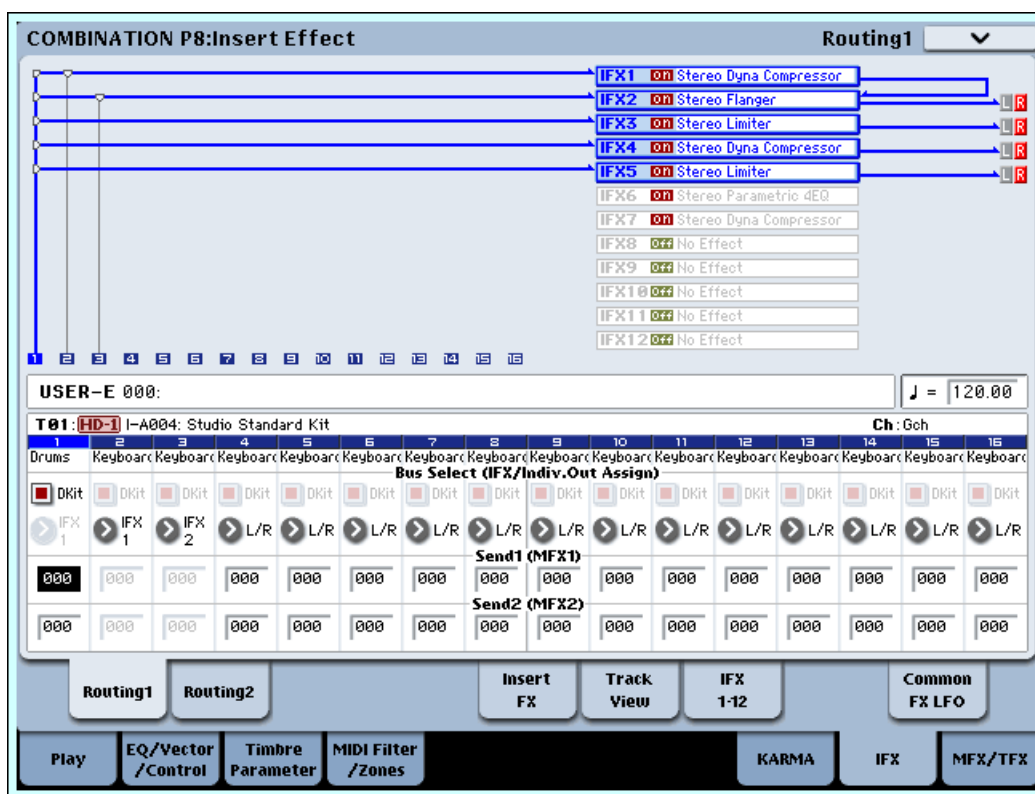 COMBINATION P8:Insert Effect Routing1
IFX1 On Stereo Dyna Compressor
IFX2 On Stereo Flanger L R
IFX3 On Stereo Limiter L R
IFX4 On Stereo Dyna Compressor L R
IFX5 On Stereo Limiter L R
IFX6 On Stereo Parametric 4EQ
IFX7 On Stereo Dyna Compressor
IFX8 Off No Effect
IFX9 Off No Effect
IFX10 Off No Effect
IFX11 Off No Effect
IFX12 Off No Effect
1 2 3 4 5 6 7 8 9 10 11 12 13 14 15 16
USER-E 000: ♩ = 120.00
T01: HD-1 I-A004: Studio Standard Kit Ch:Gch
1 2 3 4 5 6 7 8 9 10 11 12 13 14 15 16
Drums Keyboard Keyboard Keyboard Keyboard Keyboard Keyboard Keyboard Keyboard Keyboard Keyboard Keyboard Keyboard Keyboard Keyboard Keyboard
Bus Select (IFX/Indiv.Out Assign)
DKit DKit DKit DKit DKit DKit DKit DKit DKit DKit DKit DKit DKit DKit DKit DKit
IFX 1 IFX 1 IFX 2 L/R L/R L/R L/R L/R L/R L/R L/R L/R L/R L/R L/R L/R
Send1 (MFX1)
000 000 000 000 000 000 000 000 000 000 000 000 000 000 000 000
Send2 (MFX2)
000 000 000 000 000 000 000 000 000 000 000 000 000 000 000 000
Routing1 Routing2 Insert FX Track View IFX 1-12 Common FX LFO
Play EQ/Vector /Control Timbre Parameter MIDI Filter /Zones KARMA IFX MFX/TFX